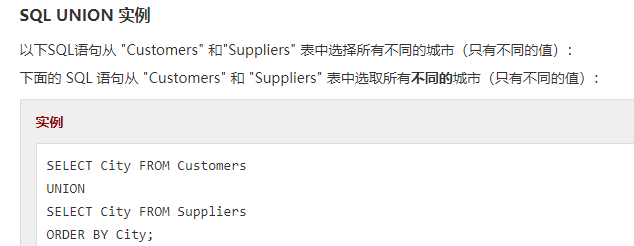 SQL UNION 实例
以下SQL语句从 "Customers" 和"Suppliers" 表中选择所有不同的城市（只有不同的值）：
下面的 SQL 语句从 "Customers" 和 "Suppliers" 表中选取所有不同的城市（只有不同的值）：
实例
SELECT City FROM Customers
UNION
SELECT City FROM Suppliers
ORDER BY City;